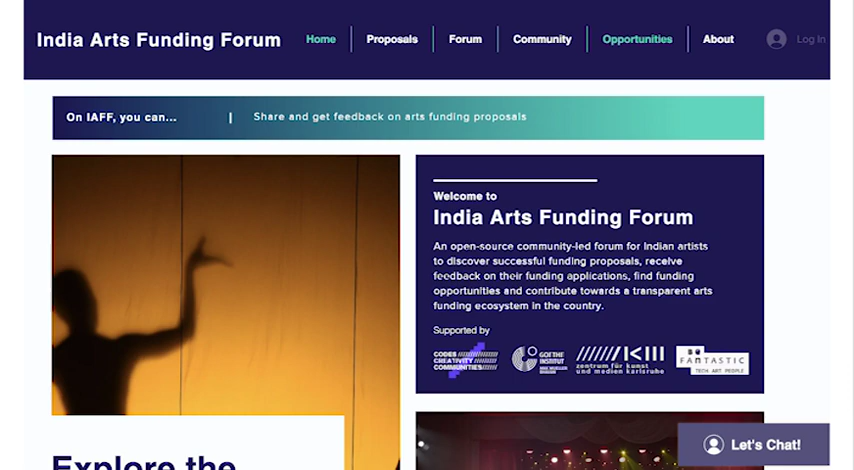 India Arts Funding Forum
Home
Proposals
Forum
Community
Opportunities
About
Log In
On IAFF, you can...
|
Share and get feedback on arts funding proposals
Welcome to
India Arts Funding Forum
An open-source community-led forum for Indian artists
to discover successful funding proposals, receive
feedback on their funding applications, find funding
opportunities and contribute towards a transparent arts
funding ecosystem in the country.
Supported by
CODES
CREATIVITY
COMMUNITIES
GOETHE
INSTITUT
MAX MUELLER
BHAVAN
zentrum für kunst
und medien karlsruhe
BE
FANTASTIC
TECH ART PEOPLE
Explore the
Let's Chat!